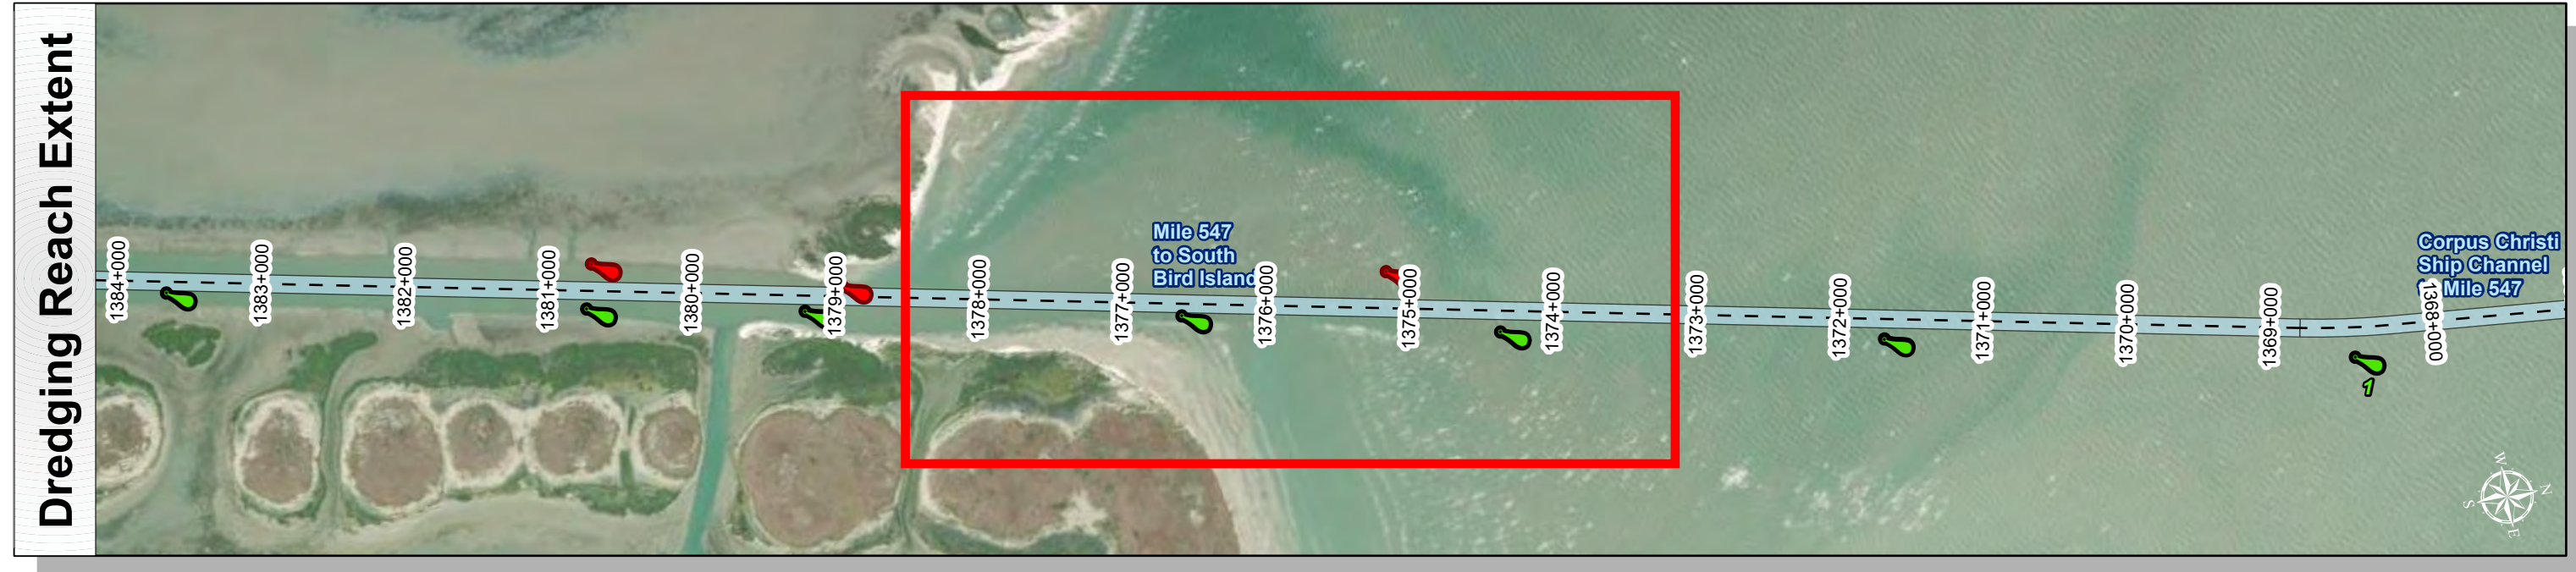 Dredging Reach Extent
1384+000
1383+000
1382+000
1381+000
1380+000
1379+000
1378+000
1377+000
Mile 547
to South
Bird Island
1376+000
1375+000
1374+000
1373+000
1372+000
1371+000
1370+000
1369+000
1368+000
Corpus Christi
Ship Channel
Mile 547
1
W
N
S
E